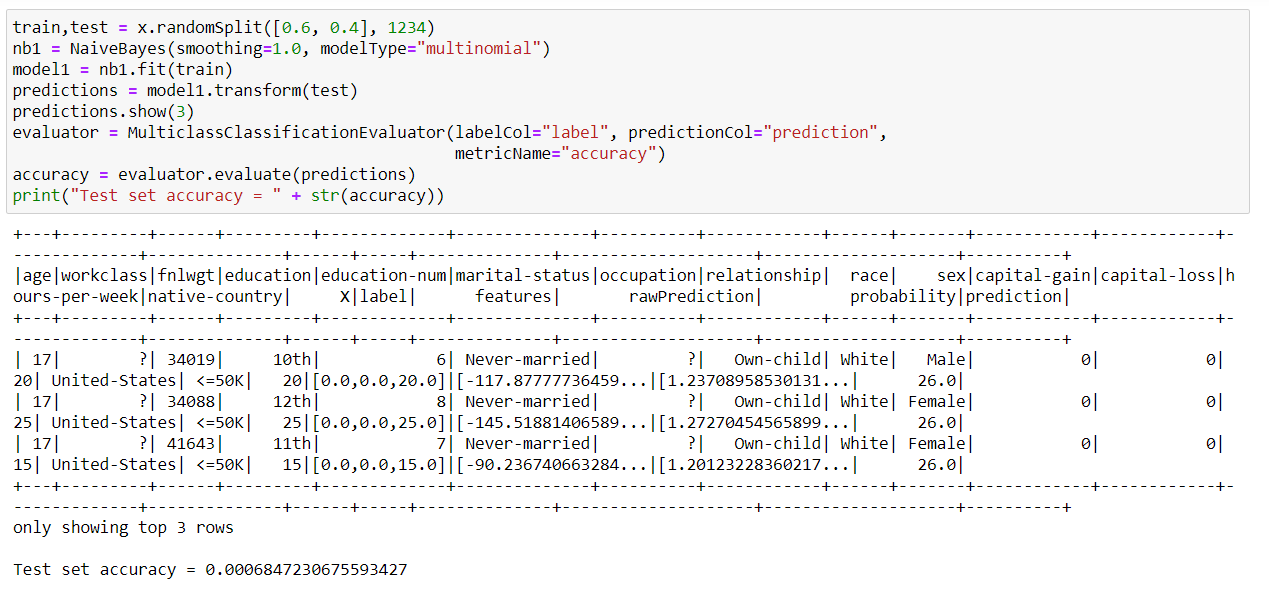 train,test = x.randomSplit([0.6, 0.4], 1234)
nb1 = NaiveBayes(smoothing=1.0, modelType="multinomial")
model1 = nb1.fit(train)
predictions = model1.transform(test)
predictions.show(3)
evaluator = MulticlassClassificationEvaluator(labelCol="label", predictionCol="prediction",
                                              metricName="accuracy")
accuracy = evaluator.evaluate(predictions)
print("Test set accuracy = " + str(accuracy))
+---+---------+------+---------+-------------+--------------+----------+------------+------+-------+------------+------------+-
-------------+--------------+-----+-----+--------------+--------------------+--------------------+----------+
|age|workclass|fnlwgt|education|education-num|marital-status|occupation|relationship|  race|    sex|capital-gain|capital-loss|h
ours-per-week|native-country|     X|label|      features|       rawPrediction|         probability|prediction|
+---+---------+------+---------+-------------+--------------+----------+------------+------+-------+------------+------------+-
-------------+--------------+-----+-----+--------------+--------------------+--------------------+----------+
| 17|        ?| 34019|     10th|            6| Never-married|         ?|   Own-child| White|   Male|           0|           0|
20| United-States| <=50K|   20|[0.0,0.0,20.0]|[-117.87777736459...|[1.23708958530131...|      26.0|
| 17|        ?| 34088|     12th|            8| Never-married|         ?|   Own-child| White| Female|           0|           0|
25| United-States| <=50K|   25|[0.0,0.0,25.0]|[-145.51881406589...|[1.27270454565899...|      26.0|
| 17|        ?| 41643|     11th|            7| Never-married|         ?|   Own-child| White| Female|           0|           0|
15| United-States| <=50K|   15|[0.0,0.0,15.0]|[-90.236740663284...|[1.20123228360217...|      26.0|
+---+---------+------+---------+-------------+--------------+----------+------------+------+-------+------------+------------+-
-------------+--------------+-----+-----+--------------+--------------------+--------------------+----------+
only showing top 3 rows
Test set accuracy = 0.0006847230675593427